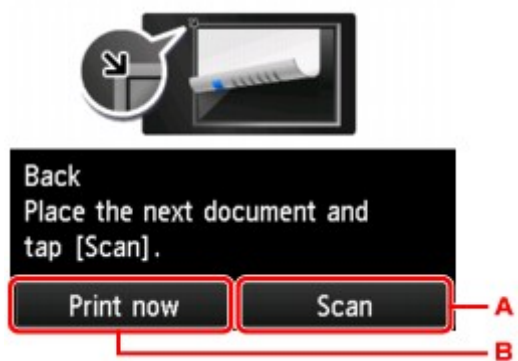 Back
Place the next document and
tap [Scan].
Print now Scan
A
B